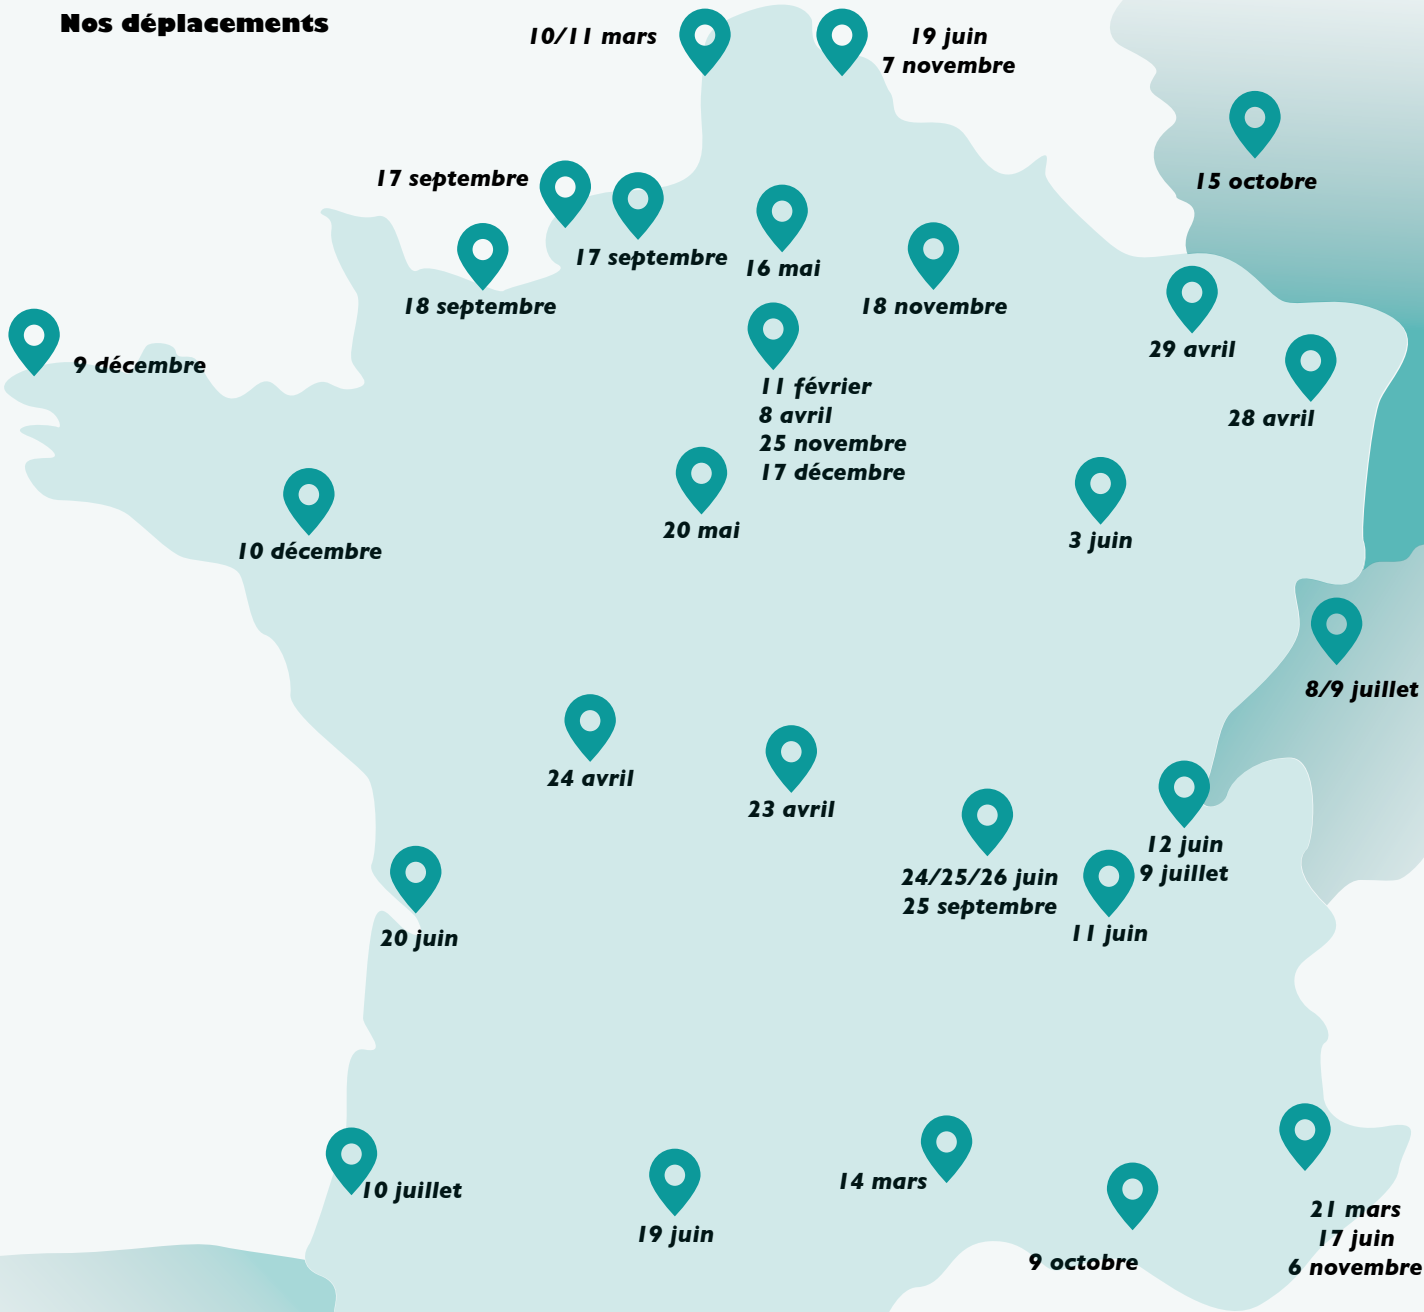 Nos déplacements
10/11 mars
19 juin
7 novembre
17 septembre
15 octobre
17 septembre
16 mai
18 septembre
18 novembre
29 avril
9 décembre
11 février
8 avril
25 novembre
17 décembre
28 avril
20 mai
3 juin
10 décembre
8/9 juillet
24 avril
23 avril
12 juin
9 juillet
24/25/26 juin
25 septembre
11 juin
20 juin
14 mars
10 juillet
21 mars
17 juin
6 novembre
19 juin
9 octobre